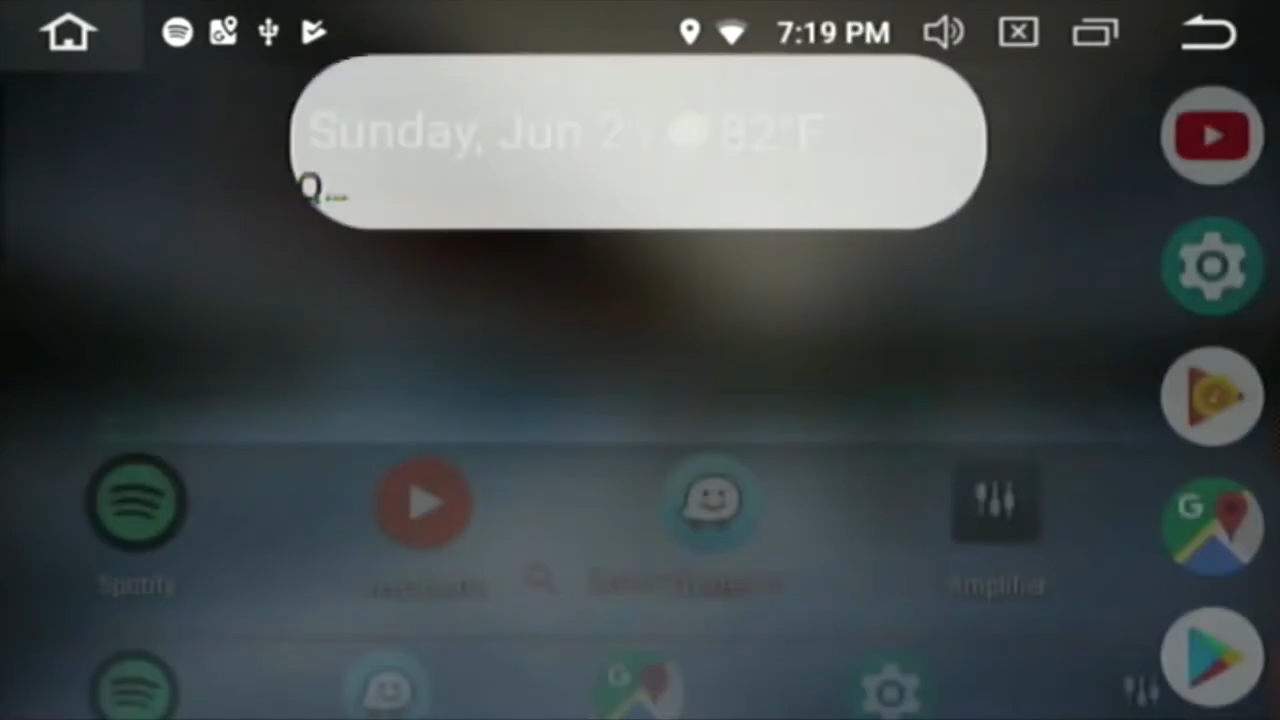 7:19 PM
Sunday, Jun 21 82°F
Q...
G
Spotify
Amplifier
G